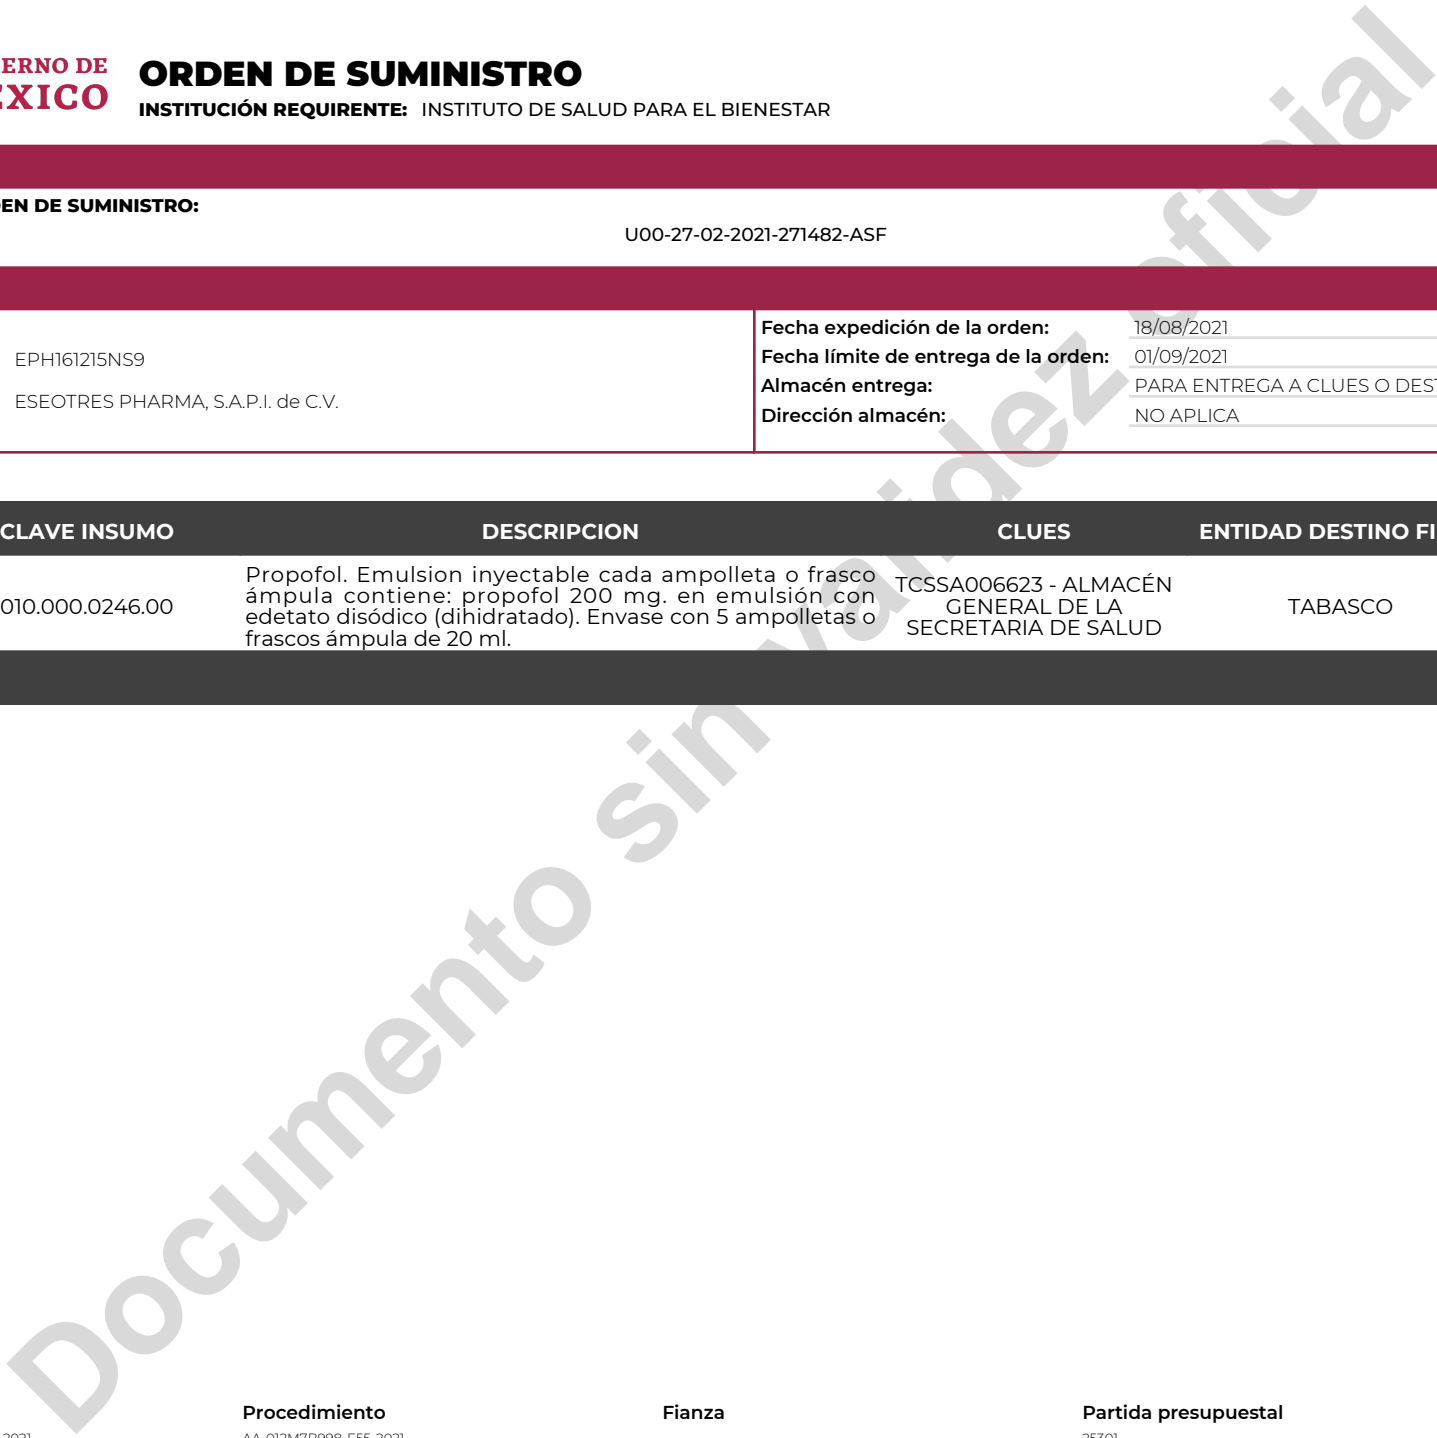 ERNO DE
EXICO
ORDEN DE SUMINISTRO
INSTITUCIÓN REQUIRENTE: INSTITUTO DE SALUD PARA EL BIENESTAR
EN DE SUMINISTRO:
U00-27-02-2021-271482-ASF
EPH161215NS9
ESEOTRES PHARMA, S.A.P.I. de C.V.
Fecha expedición de la orden: 18/08/2021
Fecha límite de entrega de la orden: 01/09/2021
Almacén entrega: PARA ENTREGA A CLUES O DEST
Dirección almacén: NO APLICA
CLAVE INSUMO DESCRIPCION CLUES ENTIDAD DESTINO FI
010.000.0246.00
Propofol. Emulsion inyectable cada ampolleta o frasco
ámpula contiene: propofol 200 mg. en emulsión con
edetato disódico (dihidratado). Envase con 5 ampolletas o
frascos ámpula de 20 ml.
TCSSA006623 - ALMACÉN
GENERAL DE LA
SECRETARIA DE SALUD
TABASCO
Documento sin validez oficial
Procedimiento Fianza Partida presupuestal